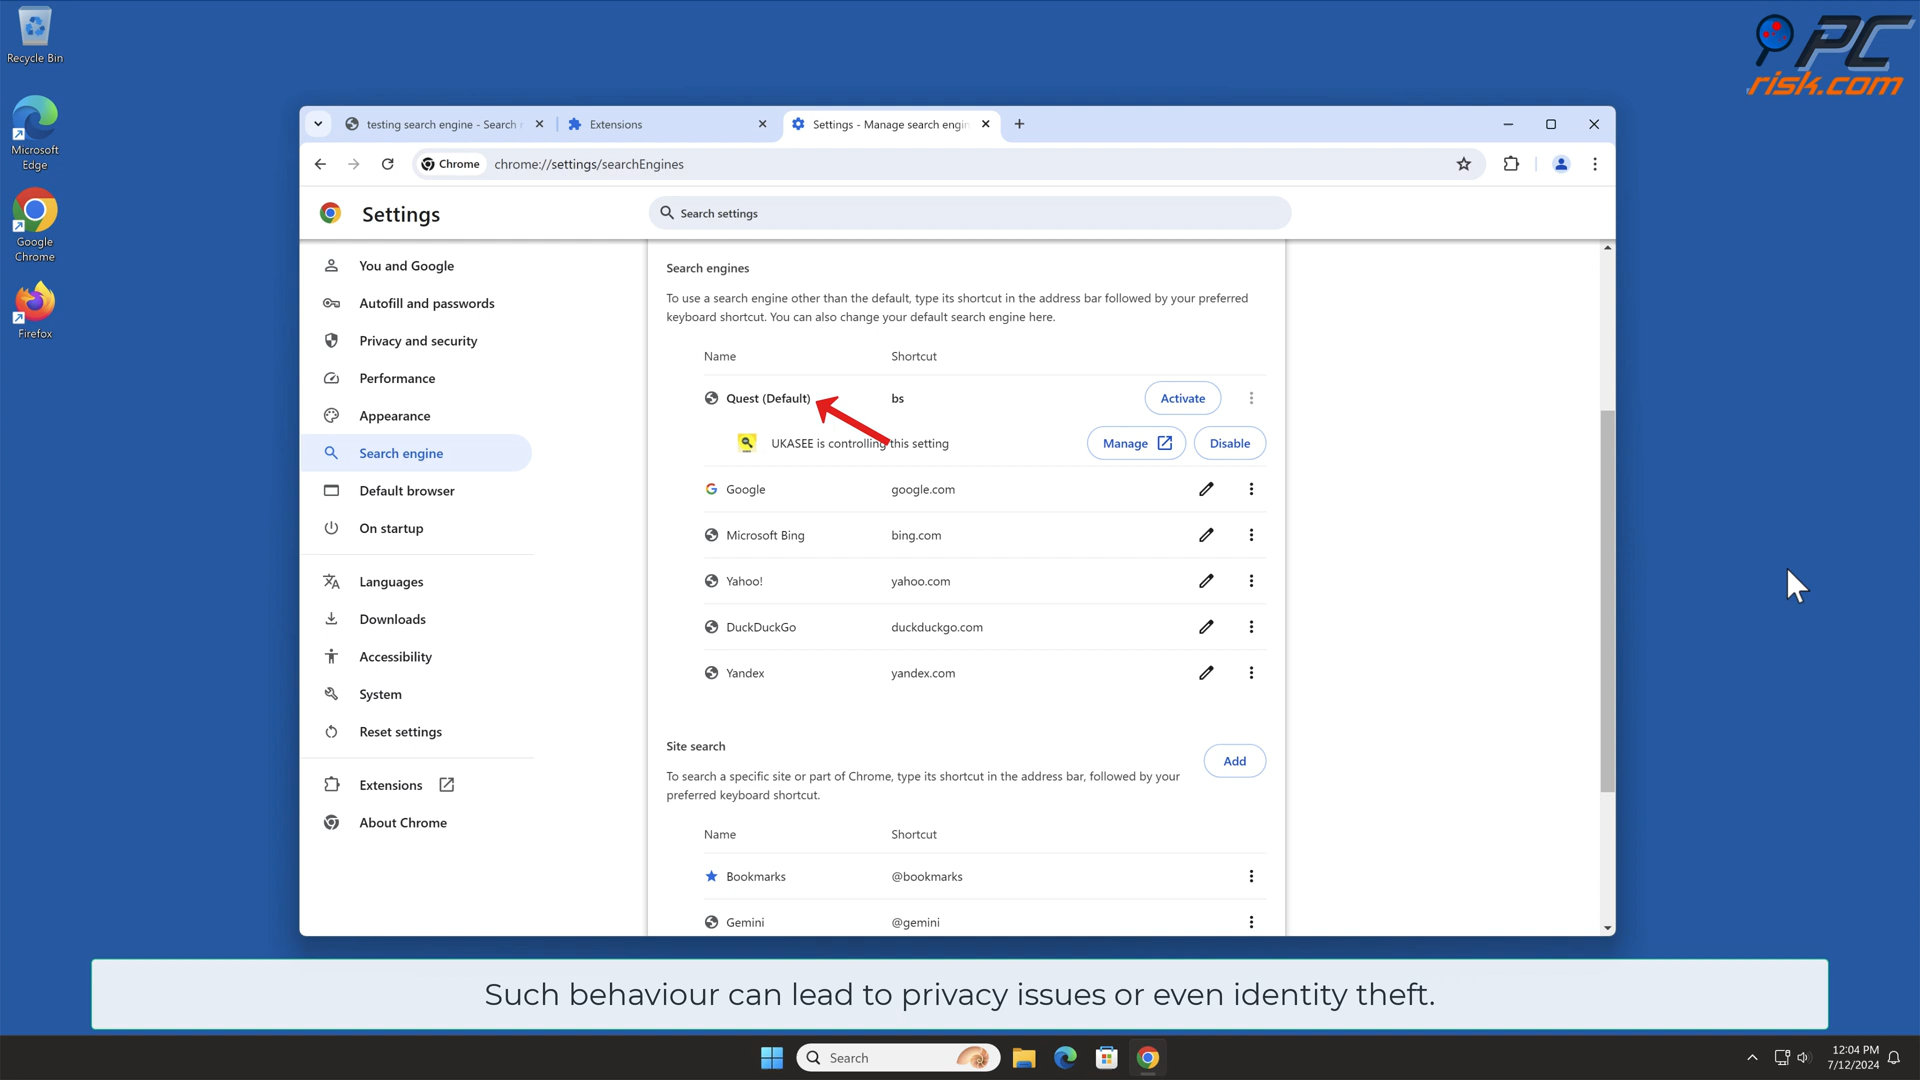 Recycle Bin
Microsoft
Edge
Google
Chrome
Firefox
PC
risk.com
testing search engine - Search r
Extensions
Settings - Manage search engin
Chrome
chrome://settings/searchEngines
Settings
Search settings
You and Google
Autofill and passwords
Privacy and security
Performance
Appearance
Search engine
Default browser
On startup
Languages
Downloads
Accessibility
System
Reset settings
Extensions
About Chrome
Search engines
To use a search engine other than the default, type its shortcut in the address bar followed by your preferred
keyboard shortcut. You can also change your default search engine here.
Name Shortcut
Quest (Default) bs Activate
UKASEE is controlling this setting Manage Disable
Google google.com
Microsoft Bing bing.com
Yahoo! yahoo.com
DuckDuckGo duckduckgo.com
Yandex yandex.com
Site search
Add
To search a specific site or part of Chrome, type its shortcut in the address bar, followed by your
preferred keyboard shortcut.
Name Shortcut
Bookmarks @bookmarks
Gemini @gemini
Such behaviour can lead to privacy issues or even identity theft.
Search
12:04 PM
7/12/2024